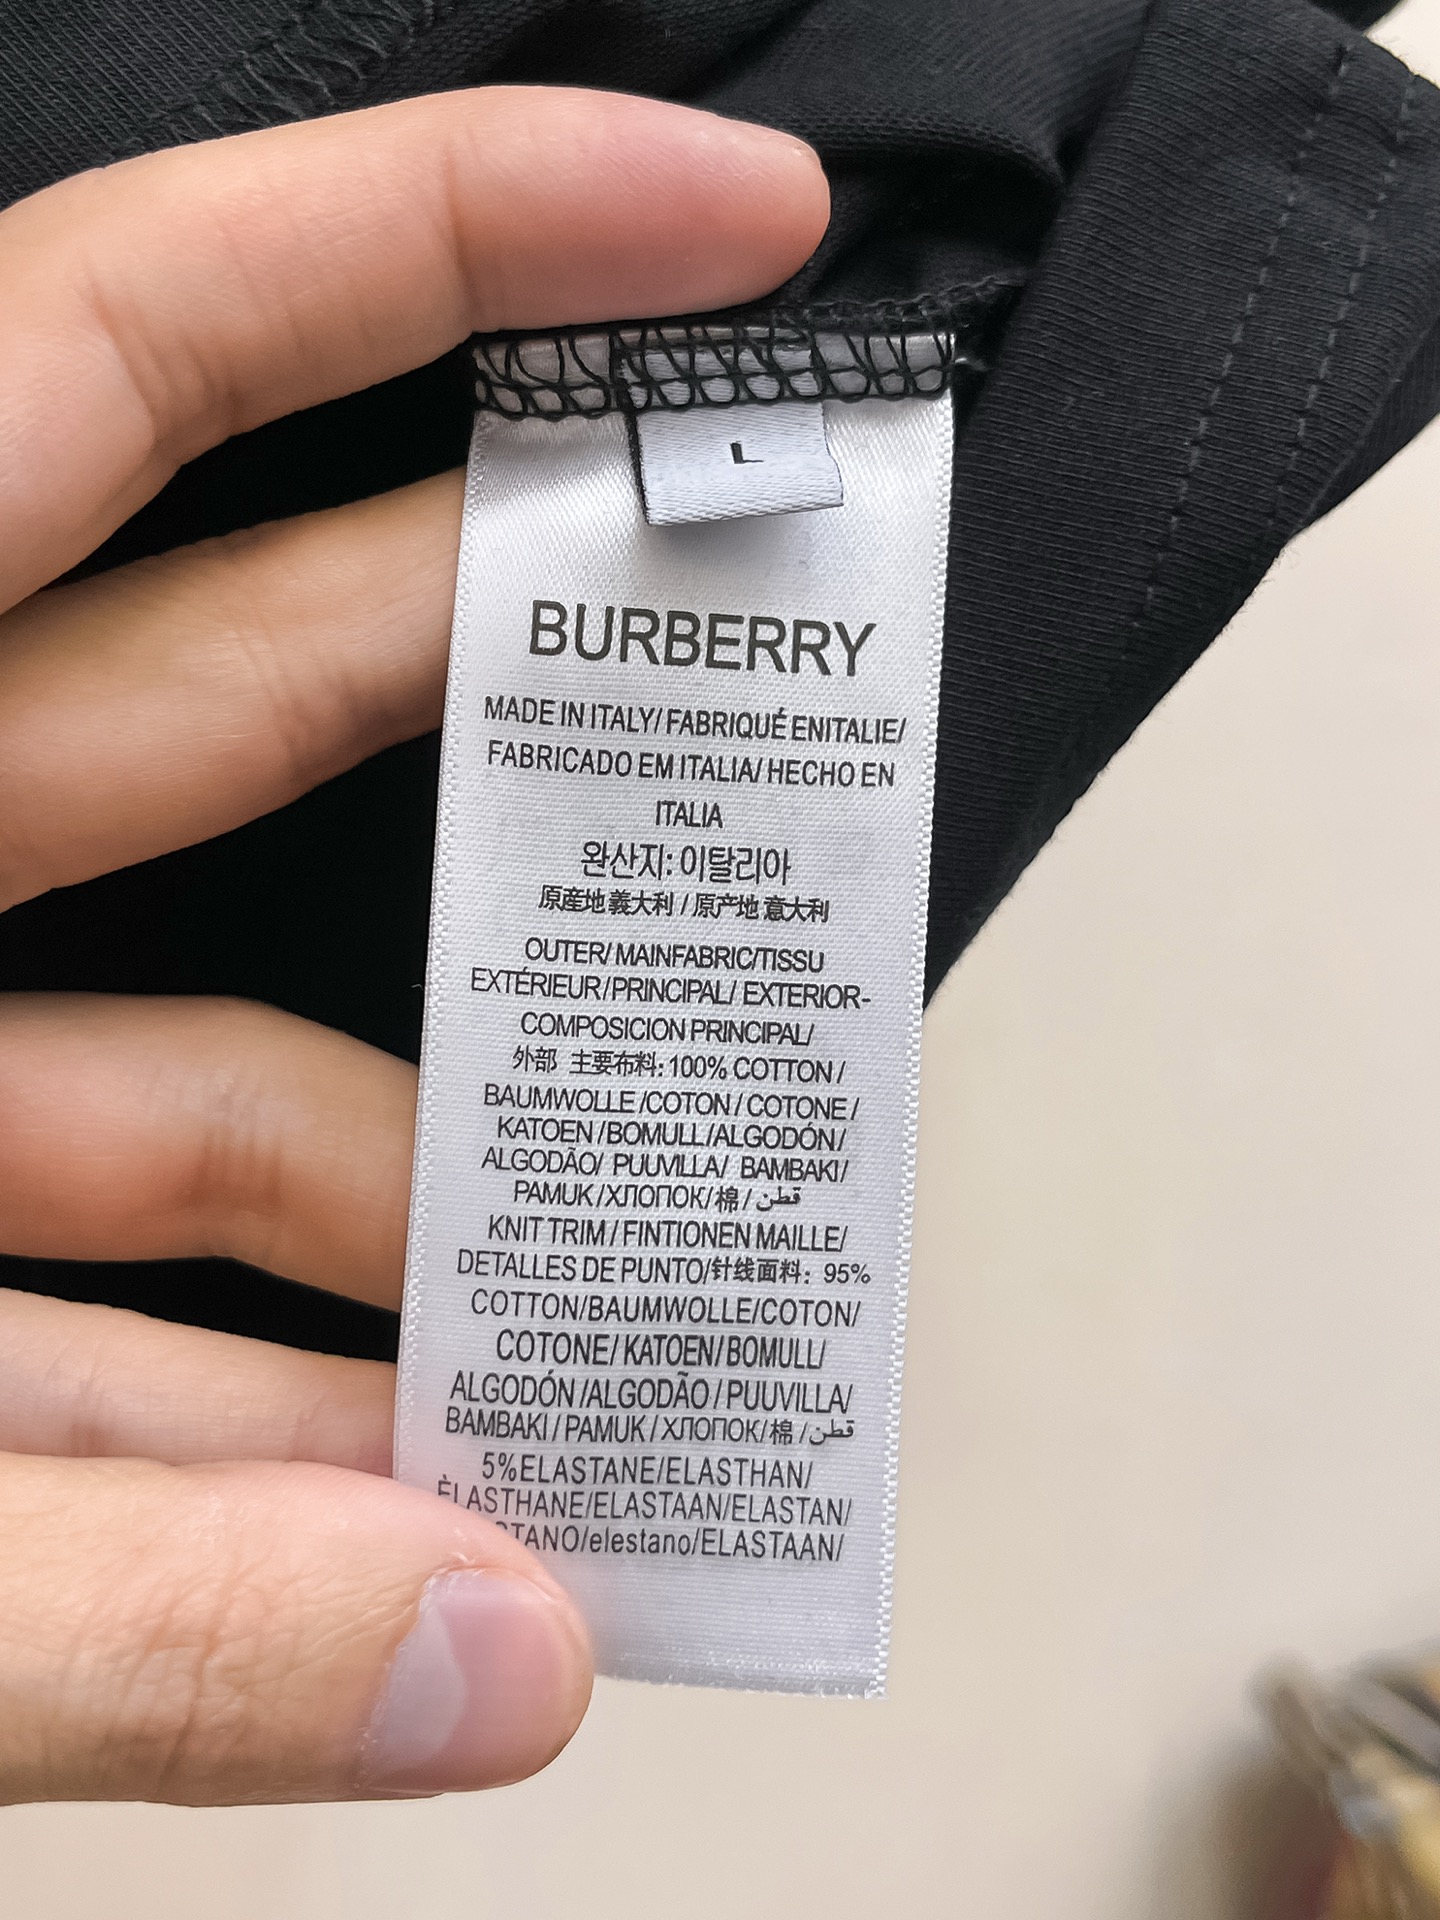 L
BURBERRY
MADE IN ITALY/ FABRIQUÉ ENITALIE/
FABRICADO EM ITALIA/ HECHO EN
ITALIA
완산지: 이탈리아
原産地義大利 / 原产地 意大利
OUTER/ MAINFABRIC/TISSU
EXTÉRIEUR/PRINCIPAL/ EXTERIOR-
COMPOSICION PRINCIPAL/
外部 主要布料: 100% COTTON /
BAUMWOLLE /COTON / COTONE /
KATOEN /BOMULL/ALGODÓN/
ALGODÃO/ PUUVILLA/ BAMBAKI/
PAMUK /ХЛОПОК/棉 / قطن
KNIT TRIM / FINTIONEN MAILLE/
DETALLES DE PUNTO/针线面料: 95%
COTTON/BAUMWOLLE/COTON/
COTONE/ KATOEN/ BOMULL/
ALGODÓN /ALGODÃO / PUUVILLA/
BAMBAKI / PAMUK / ХЛОПОК/ 棉 / قطن
5%ELASTANE/ELASTHAN/
ÈLASTHANE/ELASTAAN/ELASTAN/
/elestano/ELASTAAN/